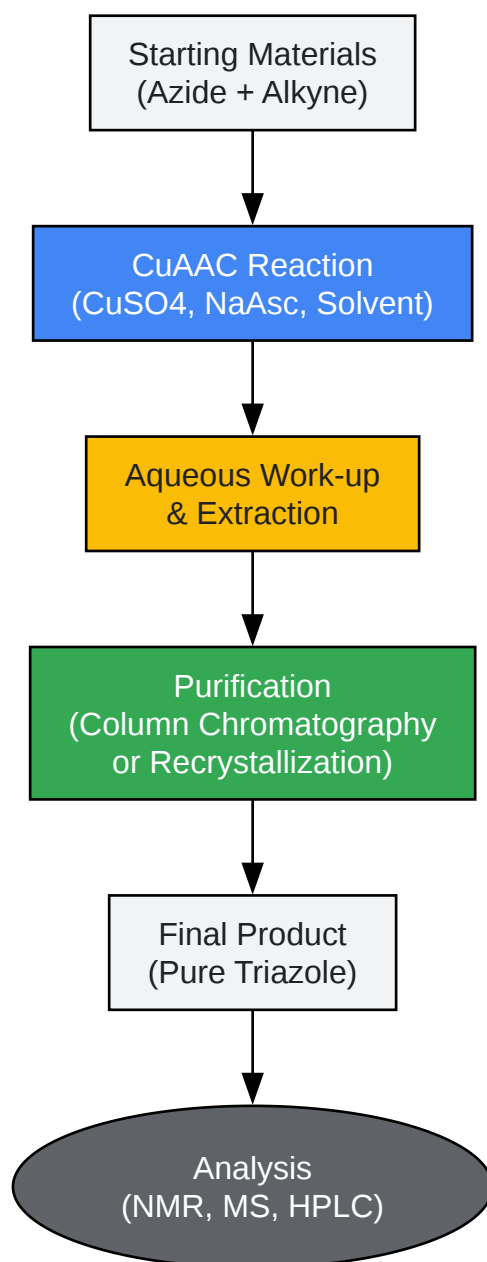 Starting Materials
(Azide + Alkyne)
CuAAC Reaction
(CuSO4, NaAsc, Solvent)
Aqueous Work-up
& Extraction
Purification
(Column Chromatography
or Recrystallization)
Final Product
(Pure Triazole)
Analysis
(NMR, MS, HPLC)